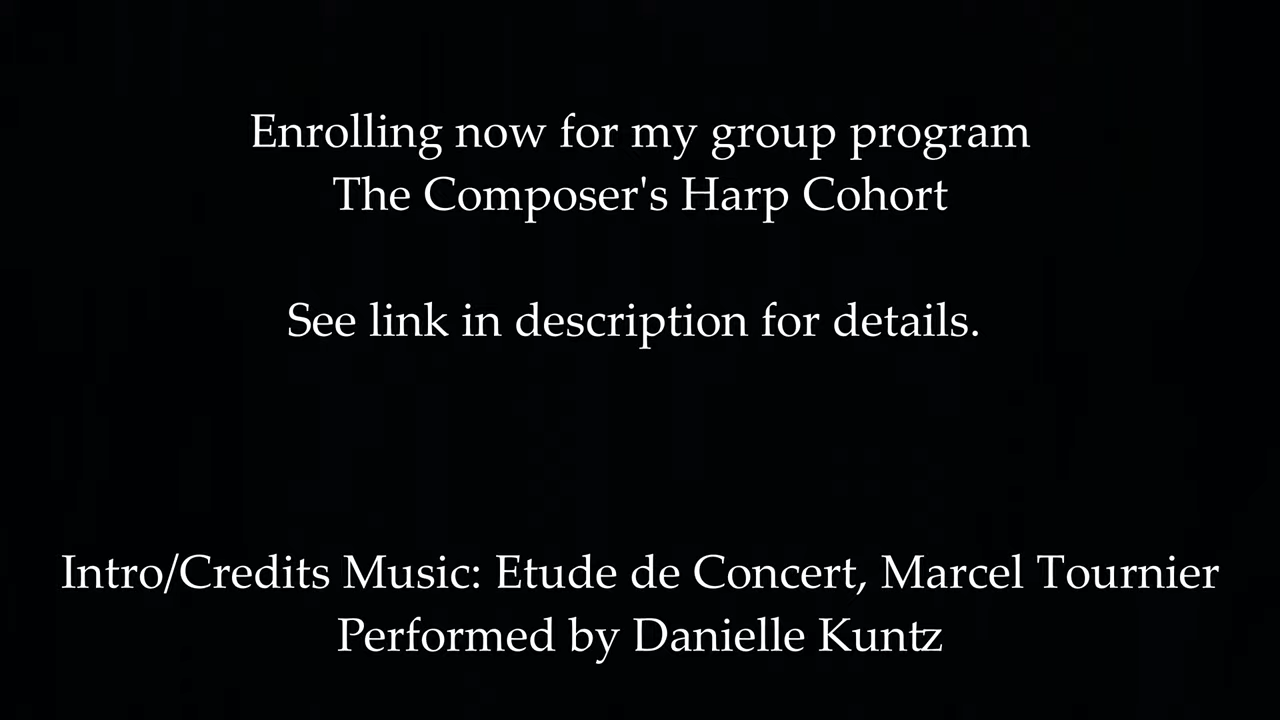 Enrolling now for my group program
The Composer's Harp Cohort
See link in description for details.
Intro/Credits Music: Etude de Concert, Marcel Tournier
Performed by Danielle Kuntz